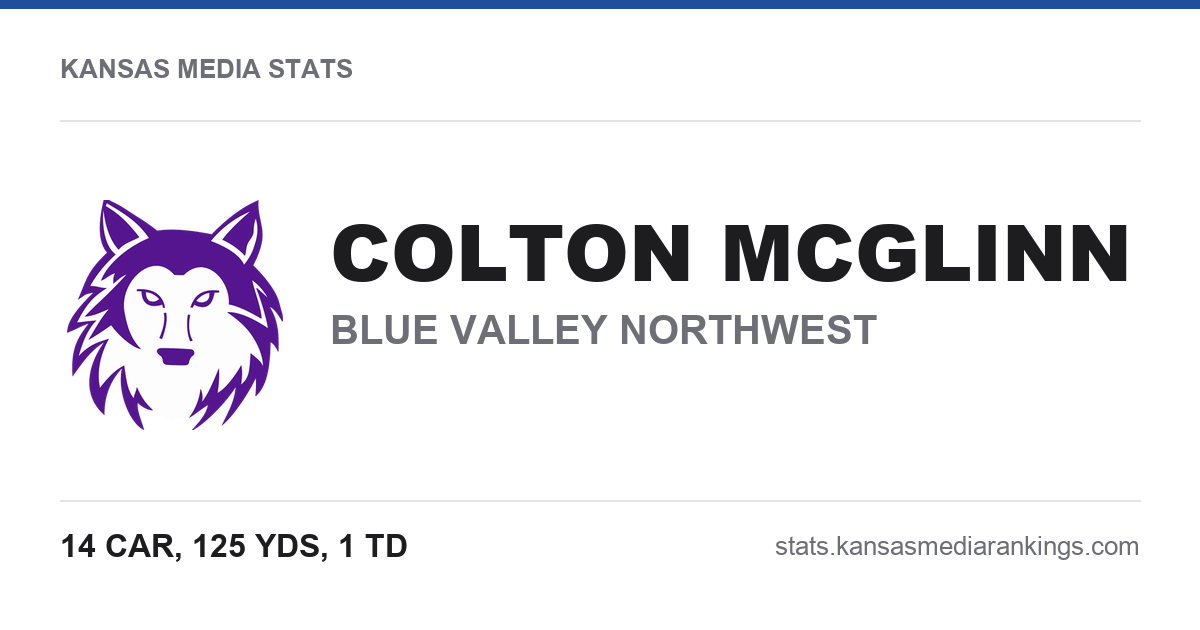 KANSAS MEDIA STATS
COLTON MCGLINN
BLUE VALLEY NORTHWEST
14 CAR, 125 YDS, 1 TD
stats.kansasmediarankings.com